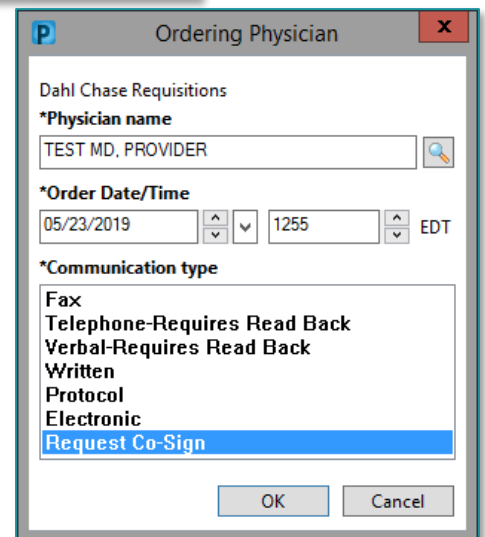 P Ordering Physician x
Dahl Chase Requisitions
*Physician name
TEST MD, PROVIDER
*Order Date/Time
05/23/2019 1255 EDT
*Communication type
Fax
Telephone-Requires Read Back
Verbal-Requires Read Back
Written
Protocol
Electronic
Request Co-Sign
OK Cancel